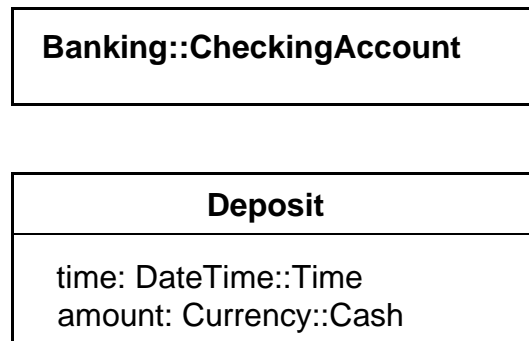 Banking::CheckingAccount
Deposit
time: DateTime::Time
amount: Currency::Cash